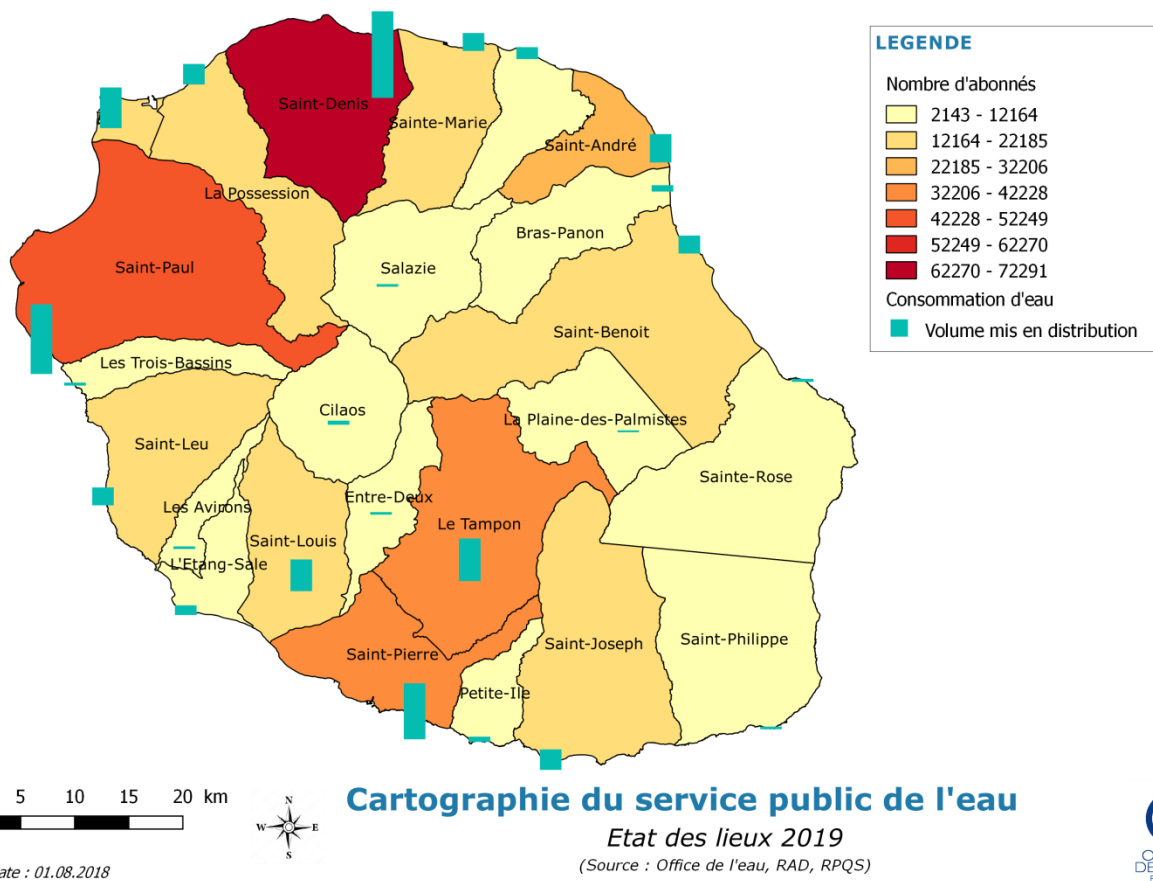 LEGENDE
Nombre d'abonnés
2143 - 12164
12164 - 22185
22185 - 32206
32206 - 42228
42228 - 52249
52249 - 62270
62270 - 72291
Consommation d'eau
Volume mis en distribution
Saint-Denis
Sainte-Marie
Saint-André
La Possession
Bras-Panon
Saint-Paul
Salazie
Saint-Benoit
Les Trois-Bassins
Cilaos
La Plaine-des-Palmistes
Saint-Leu
Sainte-Rose
Entre-Deux
Les Avirons
Le Tampon
Saint-Louis
L'Etang-Sale
Saint-Philippe
Saint-Joseph
Saint-Pierre
Petite-Ile
5 10 15 20 km
N
W E
S
Cartographie du service public de l'eau
Etat des lieux 2019
(Source : Office de l'eau, RAD, RPQS)
ate : 01.08.2018